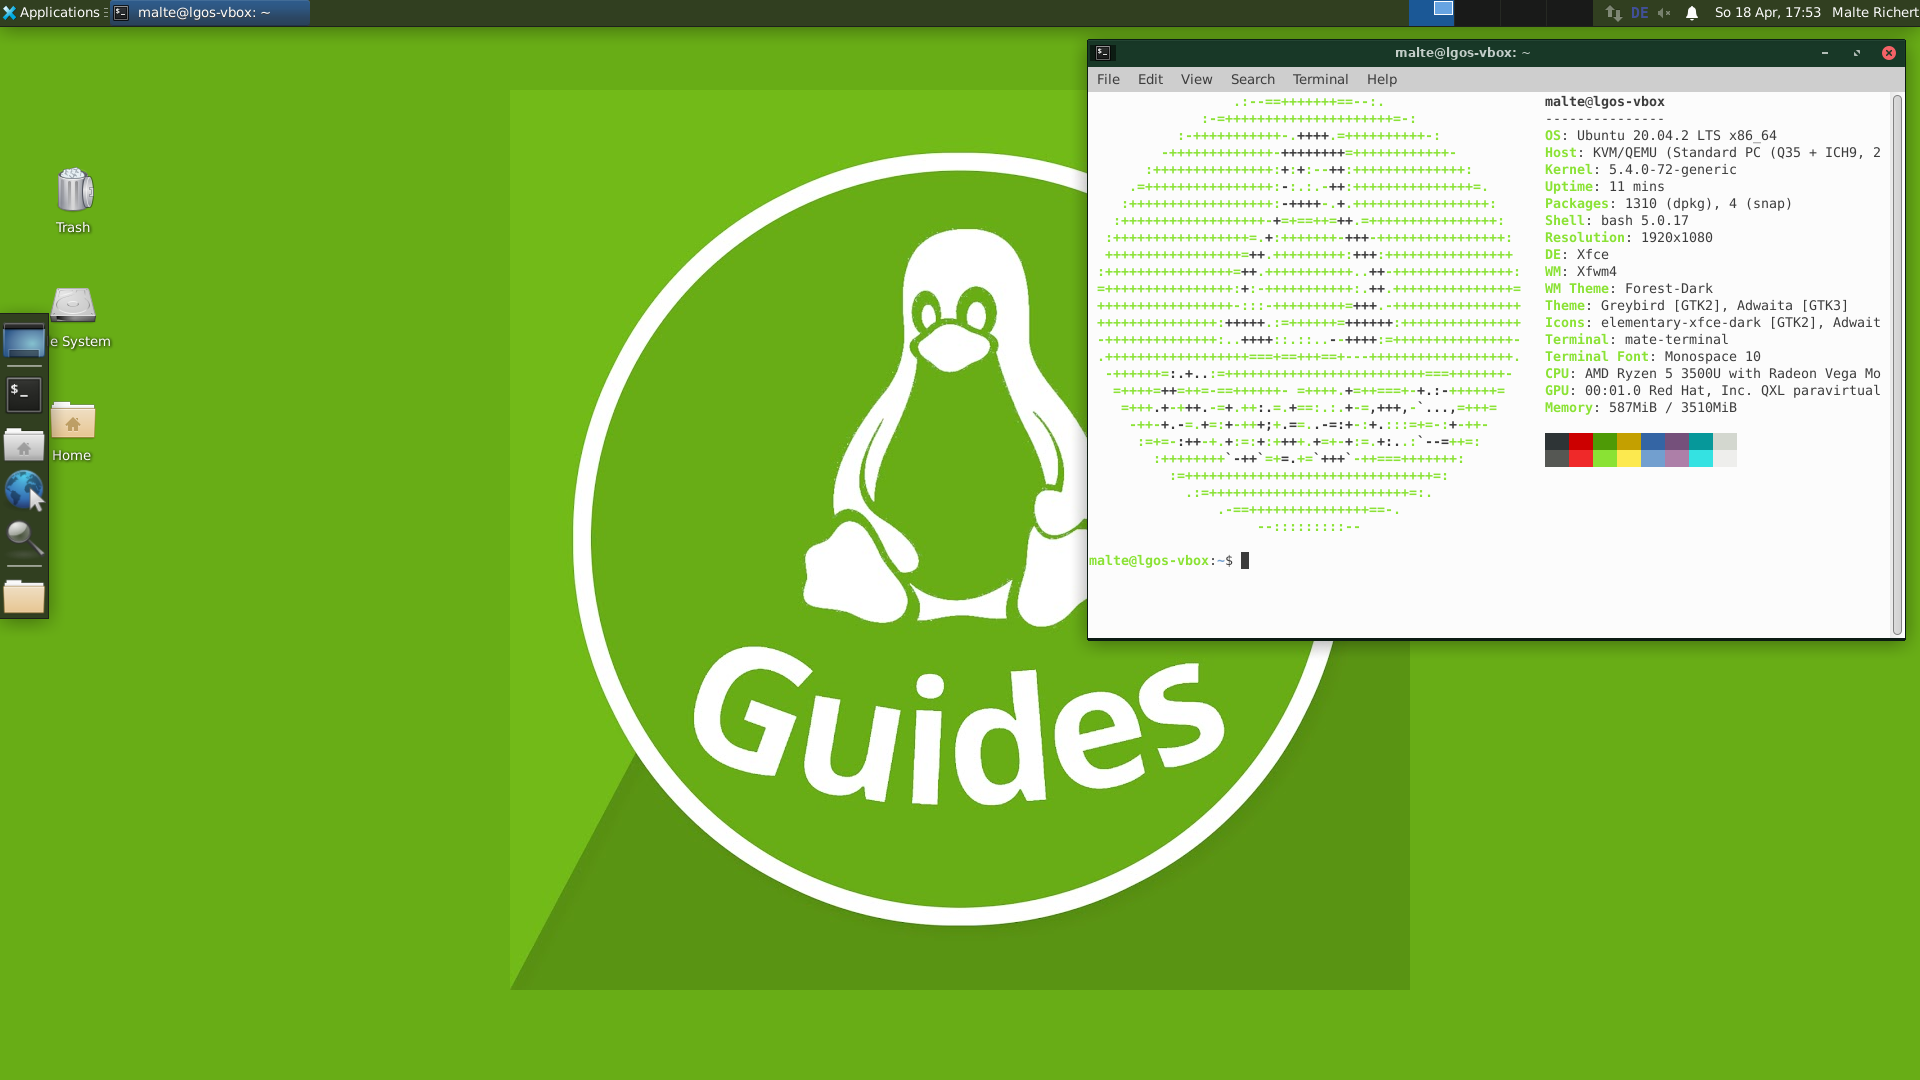 Applications
malte@lgos-vbox: ~
DE
So 18 Apr, 17:53
Malte Richert
Trash
e System
Home
Guides
malte@lgos-vbox: ~
File Edit View Search Terminal Help
malte@lgos-vbox
---------------
OS: Ubuntu 20.04.2 LTS x86_64
Host: KVM/QEMU (Standard PC (Q35 + ICH9, 2
Kernel: 5.4.0-72-generic
Uptime: 11 mins
Packages: 1310 (dpkg), 4 (snap)
Shell: bash 5.0.17
Resolution: 1920x1080
DE: Xfce
WM: Xfwm4
WM Theme: Forest-Dark
Theme: Greybird [GTK2], Adwaita [GTK3]
Icons: elementary-xfce-dark [GTK2], Adwait
Terminal: mate-terminal
Terminal Font: Monospace 10
CPU: AMD Ryzen 5 3500U with Radeon Vega Mo
GPU: 00:01.0 Red Hat, Inc. QXL paravirtual
Memory: 587MiB / 3510MiB
malte@lgos-vbox:~$